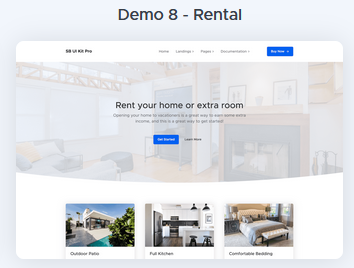 Demo 8 - Rental
SB UI Kit Pro
Home Landings Pages Documentation
Buy Now
Rent your home or extra room
Opening your home to vacationers is a great way to earn some extra
income, and this is a great way to get started!
Get Started Learn More
Outdoor Patio Full Kitchen Comfortable Bedding